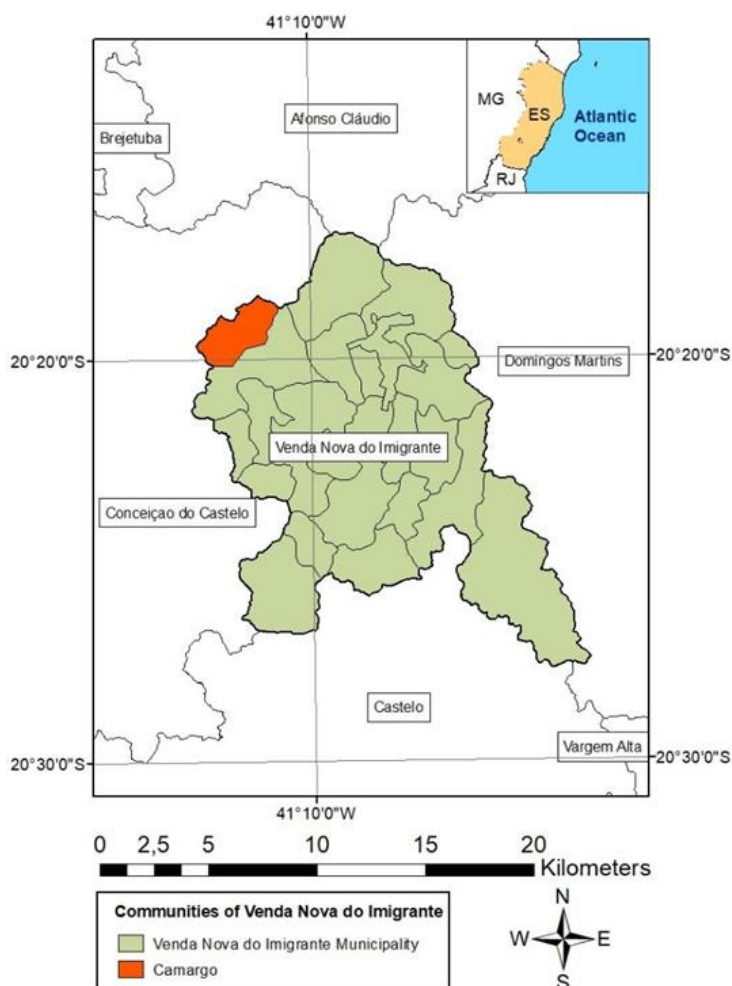 41°10'0"W
Afonso Cláudio
Brejetuba
MG
ES
Atlantic
Ocean
RJ
20°20'0"S
20°20'0"S
Domingos Martins
Venda Nova do Imigrante
Conceiçao do Castelo
Castelo
Vargem Alta
20°30'0"S
20°30'0"S
41°10'0"W
0 2,5 5 10 15 20
Kilometers
Communities of Venda Nova do Imigrante
Venda Nova do Imigrante Municipality
Camargo
N
W E
S